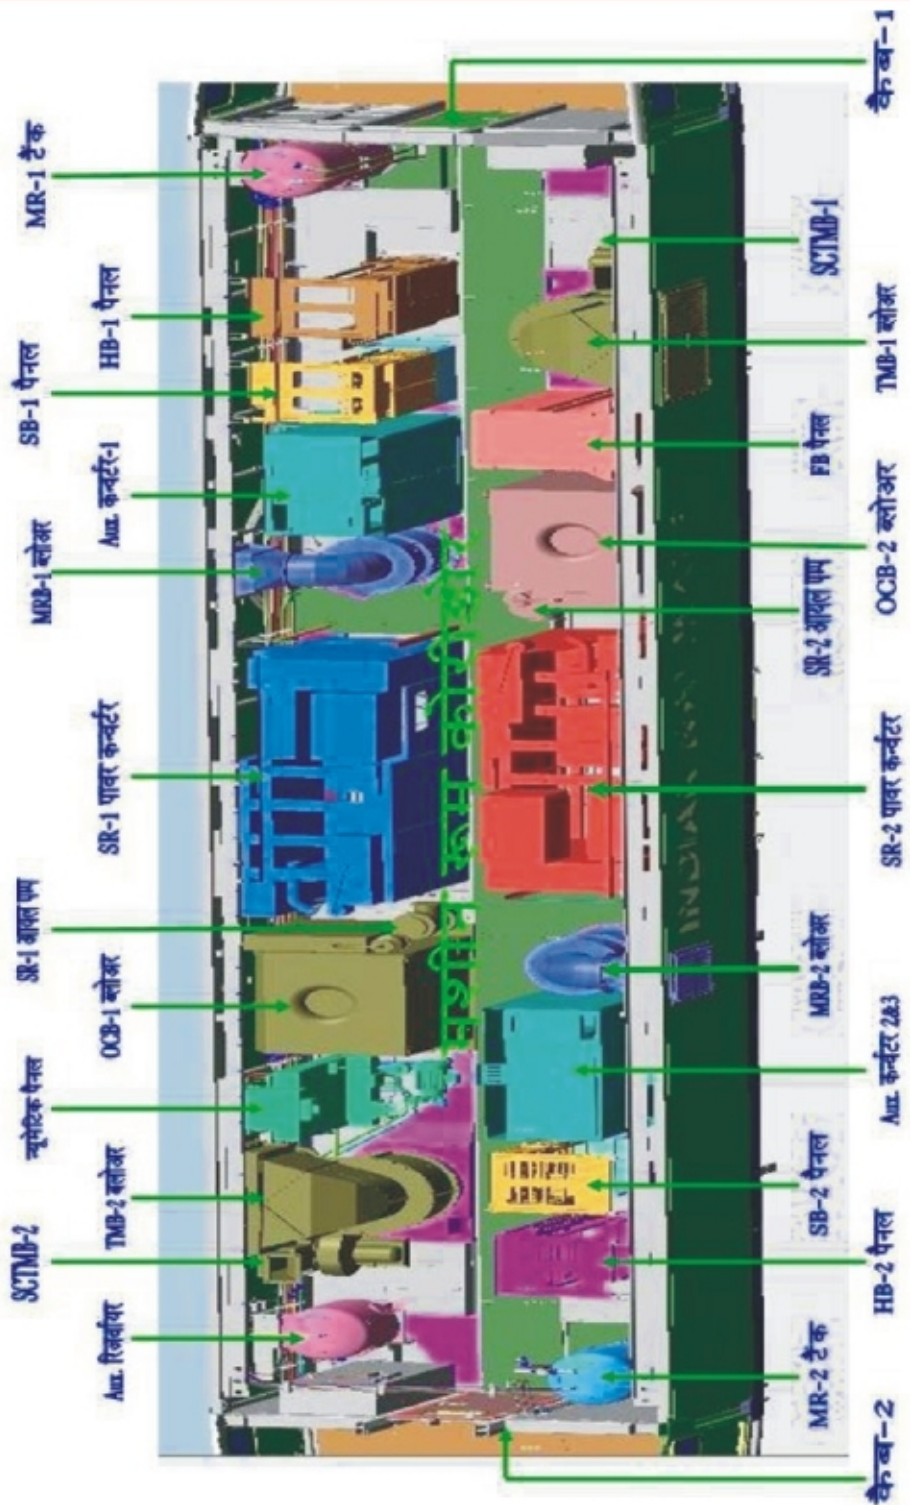 कैब-1
MR-1 टैंक
HB-1 पैनल
SB-1 पैनल
Aux. कन्वर्टर-1
MRB-1 ब्लोअर
SR-1 पावर कन्वर्टर
SR-1 आयल पम्प
OCB-1 ब्लोअर
न्यूमेटिक पैनल
TMB-2 ब्लोअर
SCTMB-2
Aux. रिजर्वायर
मशीन रूम कोरीडोर
SCTMB-1
TMB-1 ब्लोअर
FB पैनल
OCB-2 ब्लोअर
SR-2 आयल पम्प
SR-2 पावर कन्वर्टर
MRB-2 ब्लोअर
Aux. कन्वर्टर 2&3
SB-2 पैनल
HB-2 पैनल
MR-2 टैंक
कैब-2